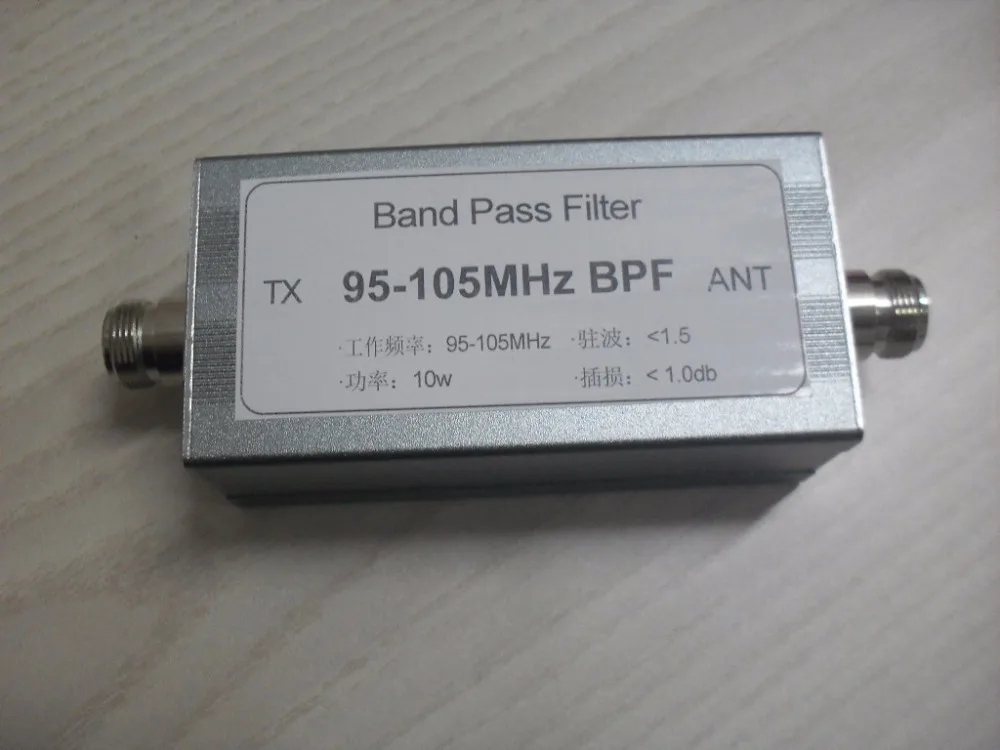 Band Pass Filter
TX 95-105MHz BPF ANT
·工作频率：95-105MHz ·驻波：<1.5
·功率：10w ·插损：< 1.0db